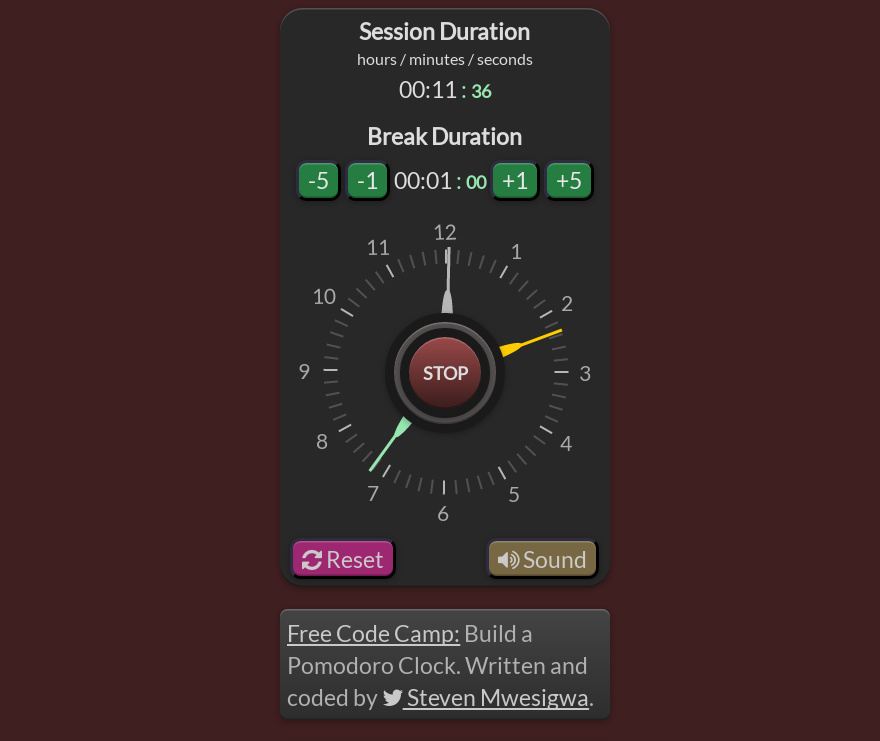 Session Duration
hours / minutes / seconds
00:11 : 36
Break Duration
-5 -1 00:01 : 00 +1 +5
12
11 1
10 2
9 3
8 4
7 5
6
STOP
Reset Sound
Free Code Camp: Build a
Pomodoro Clock. Written and
coded by Steven Mwesigwa.